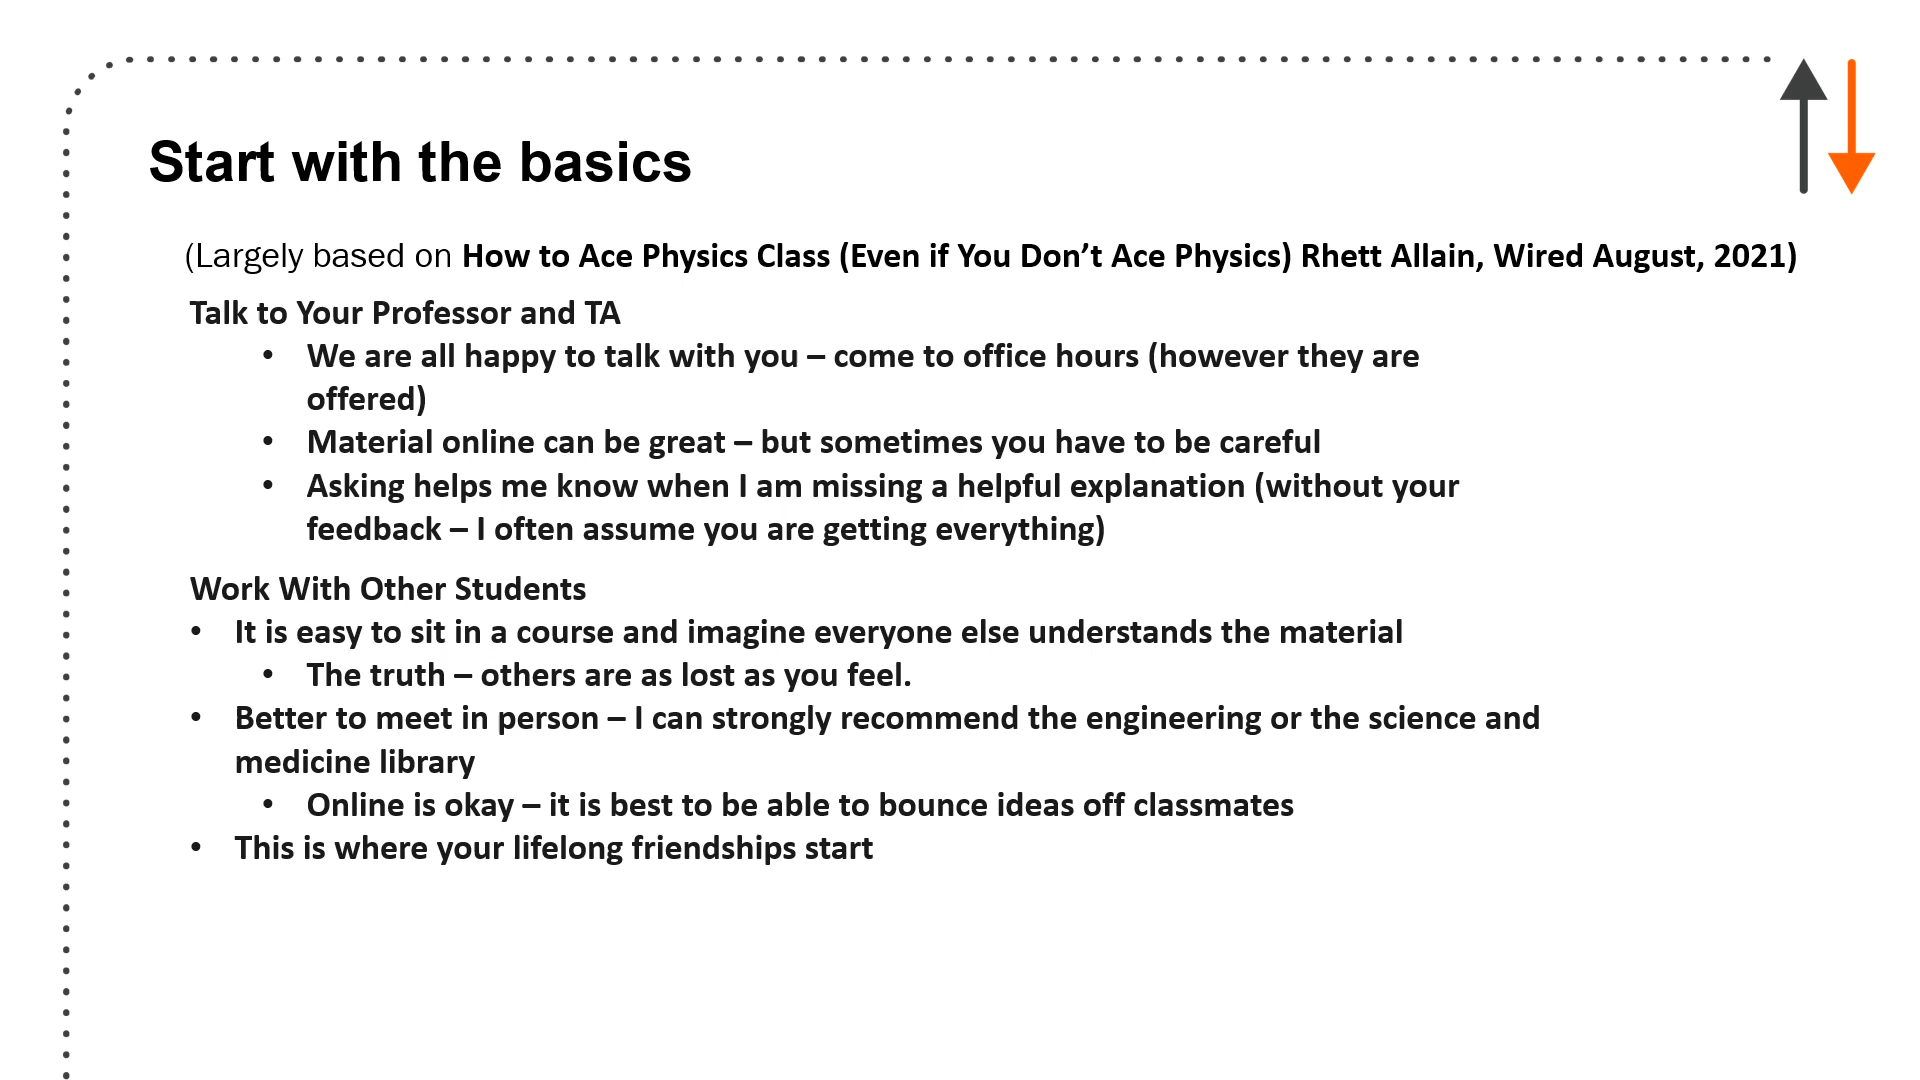 Start with the basics
(Largely based on How to Ace Physics Class (Even if You Don’t Ace Physics) Rhett Allain, Wired August, 2021)
Talk to Your Professor and TA
• We are all happy to talk with you – come to office hours (however they are
offered)
• Material online can be great – but sometimes you have to be careful
• Asking helps me know when I am missing a helpful explanation (without your
feedback – I often assume you are getting everything)
Work With Other Students
• It is easy to sit in a course and imagine everyone else understands the material
• The truth – others are as lost as you feel.
• Better to meet in person – I can strongly recommend the engineering or the science and
medicine library
• Online is okay – it is best to be able to bounce ideas off classmates
• This is where your lifelong friendships start